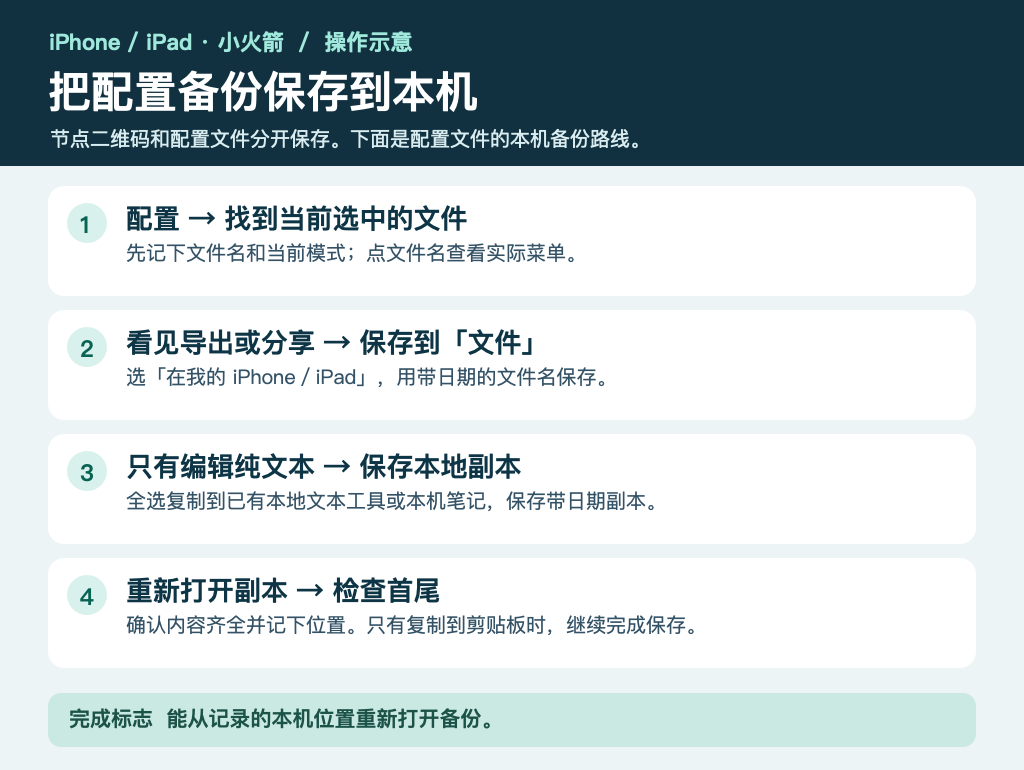 iPhone / iPad · 小火箭 / 操作示意
把配置备份保存到本机
节点二维码和配置文件分开保存。下面是配置文件的本机备份路线。
1
配置 → 找到当前选中的文件
先记下文件名和当前模式；点文件名查看实际菜单。
2
看见导出或分享 → 保存到「文件」
选「在我的 iPhone / iPad」，用带日期的文件名保存。
3
只有编辑纯文本 → 保存本地副本
全选复制到已有本地文本工具或本机笔记，保存带日期副本。
4
重新打开副本 → 检查首尾
确认内容齐全并记下位置。只有复制到剪贴板时，继续完成保存。
完成标志 能从记录的本机位置重新打开备份。